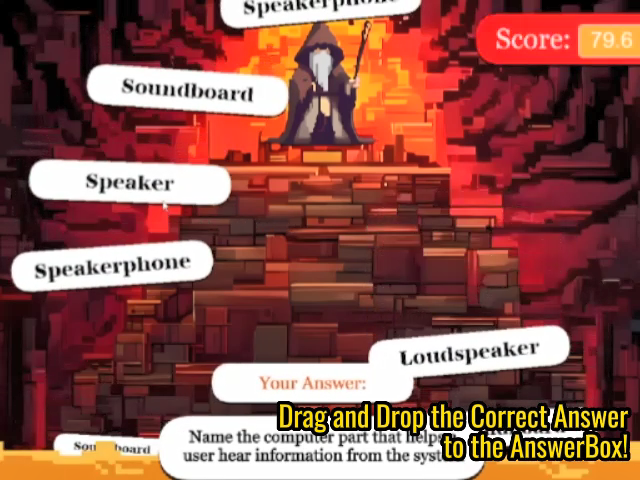 Speakerphone
Score: 79.6
Soundboard
Speaker
Speakerphone
Loudspeaker
Your Answer:
Drag and Drop the Correct Answer
to the AnswerBox!
Name the computer part that helps
user hear information from the